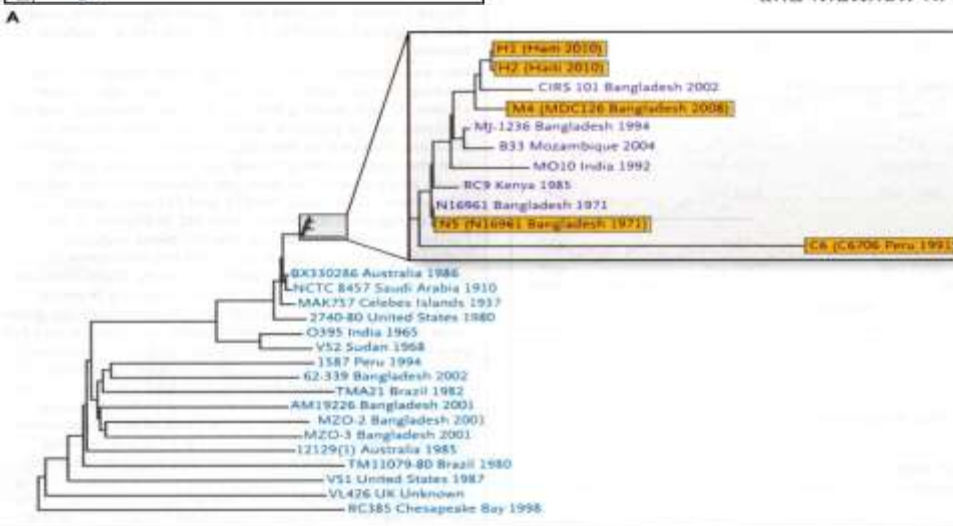 A
H1 (Haiti 2010)
H2 (Haiti 2010)
CIRS 101 Bangladesh 2002
M4 (MDC126 Bangladesh 2008)
MJ-1236 Bangladesh 1994
B33 Mozambique 2004
MO10 India 1992
RC9 Kenya 1985
N16961 Bangladesh 1971
N5 (N16961 Bangladesh 1971)
C6 (C6706 Peru 1991)
BX330286 Australia 1986
NCTC 8457 Saudi Arabia 1910
MAK757 Celebes Islands 1937
2740-80 United States 1980
O395 India 1965
V52 Sudan 1968
1587 Peru 1994
62-339 Bangladesh 2002
TMA21 Brazil 1982
AM19226 Bangladesh 2001
MZO-2 Bangladesh 2001
MZO-3 Bangladesh 2001
12129(1) Australia 1985
TM11079-80 Brazil 1980
V51 United States 1987
VL426 UK Unknown
RC385 Chesapeake Bay 1998